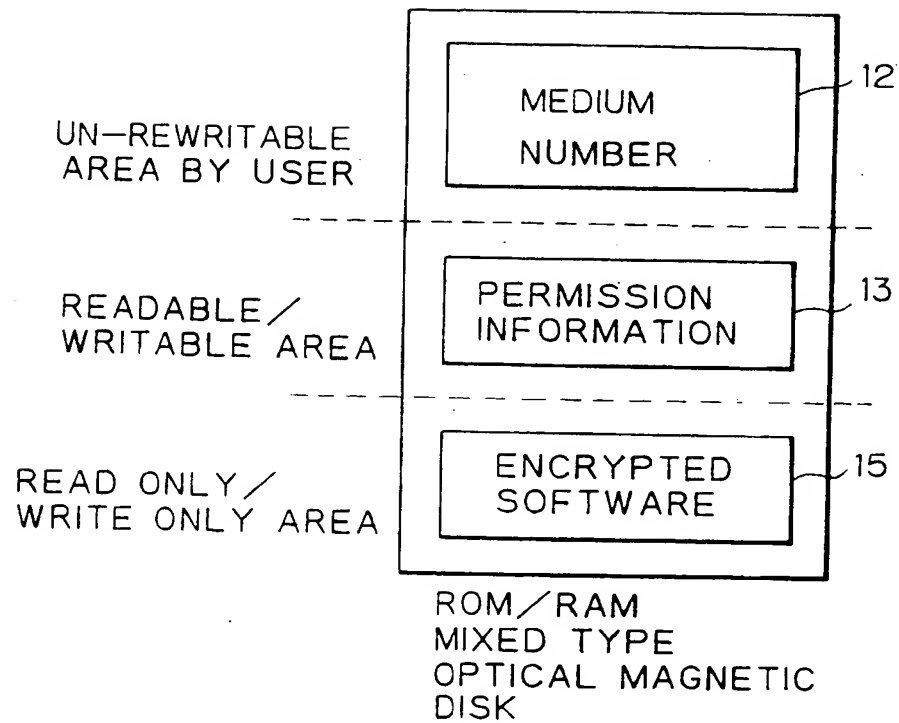 MEDIUM
NUMBER
12
UN-REWRITABLE
AREA BY USER
PERMISSION
INFORMATION
13
READABLE/
WRITABLE AREA
ENCRYPTED
SOFTWARE
15
READ ONLY/
WRITE ONLY AREA
ROM/RAM
MIXED TYPE
OPTICAL MAGNETIC
DISK